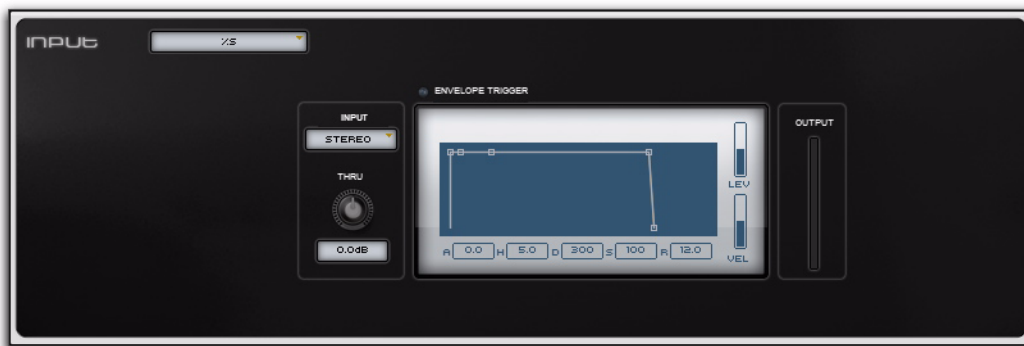 INPUT
%S
ENVELOPE TRIGGER
INPUT
STEREO
THRU
0.0dB
LEV
VEL
A 0.0 H 5.0 D 300 S 100 R 12.0
OUTPUT